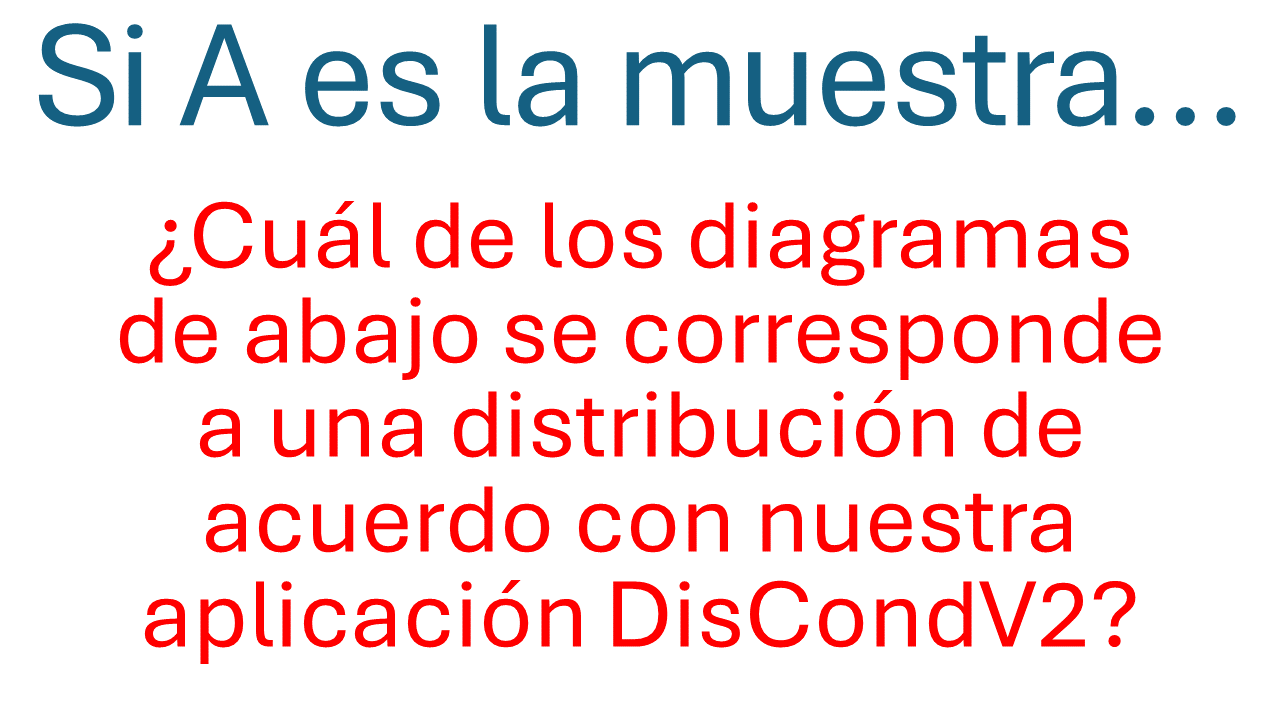 Si A es la muestra...
¿Cuál de los diagramas
de abajo se corresponde
a una distribución de
acuerdo con nuestra
aplicación DisCondV2?